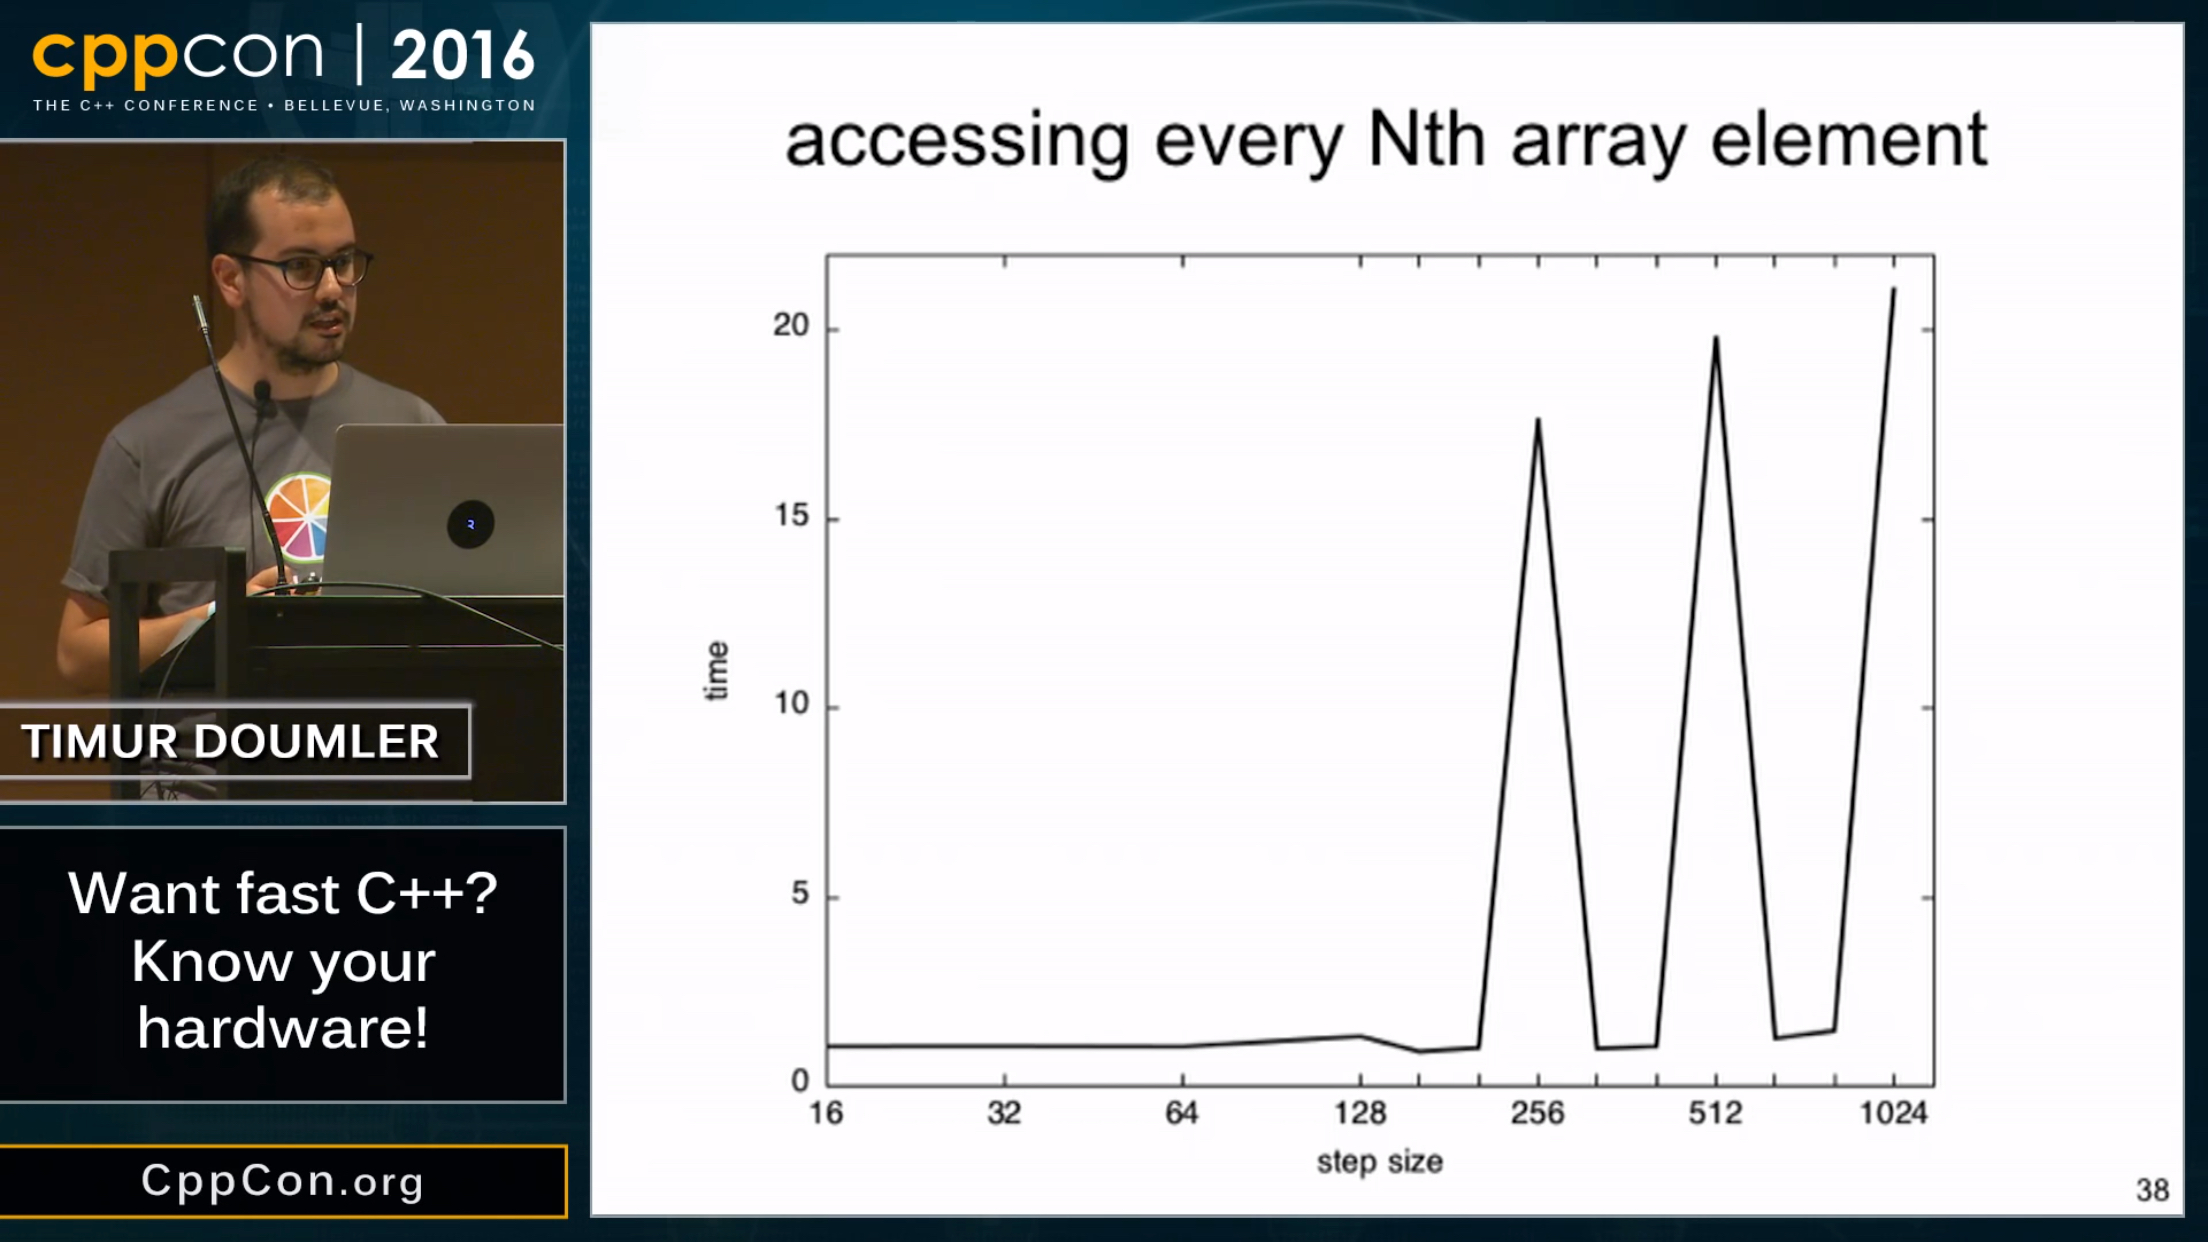 cppcon | 2016
THE C++ CONFERENCE • BELLEVUE, WASHINGTON
TIMUR DOUMLER
Want fast C++?
Know your
hardware!
CppCon.org
accessing every Nth array element
20
15
10
5
0
time
16 32 64 128 256 512 1024
step size
38